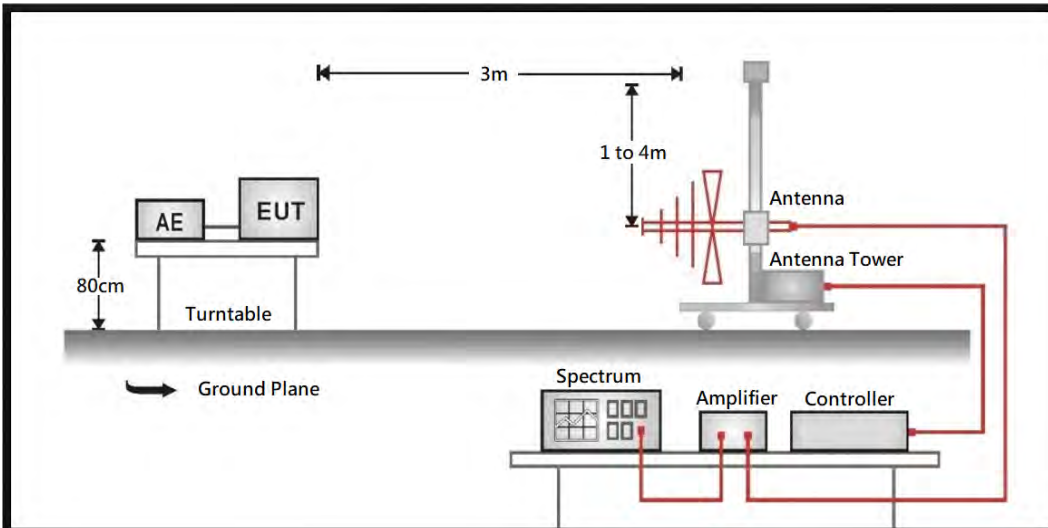 3m
1 to 4m
AE
EUT
Antenna
80cm
Antenna Tower
Turntable
Ground Plane
Spectrum
Amplifier
Controller